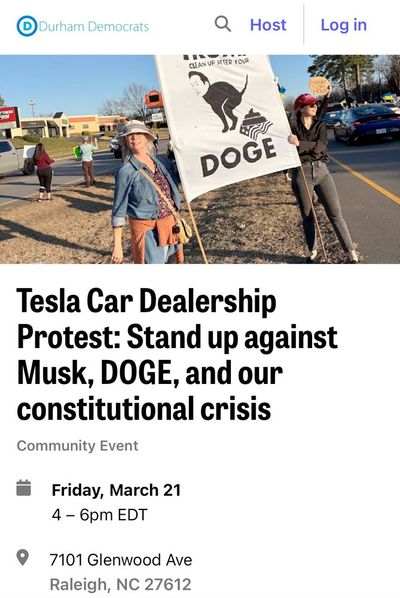 Durham Democrats
Host
Log in
TRUMP
CLEAN UP AFTER YOUR
DOGE
Tesla Car Dealership
Protest: Stand up against
Musk, DOGE, and our
constitutional crisis
Community Event
Friday, March 21
4 – 6pm EDT
7101 Glenwood Ave
Raleigh, NC 27612